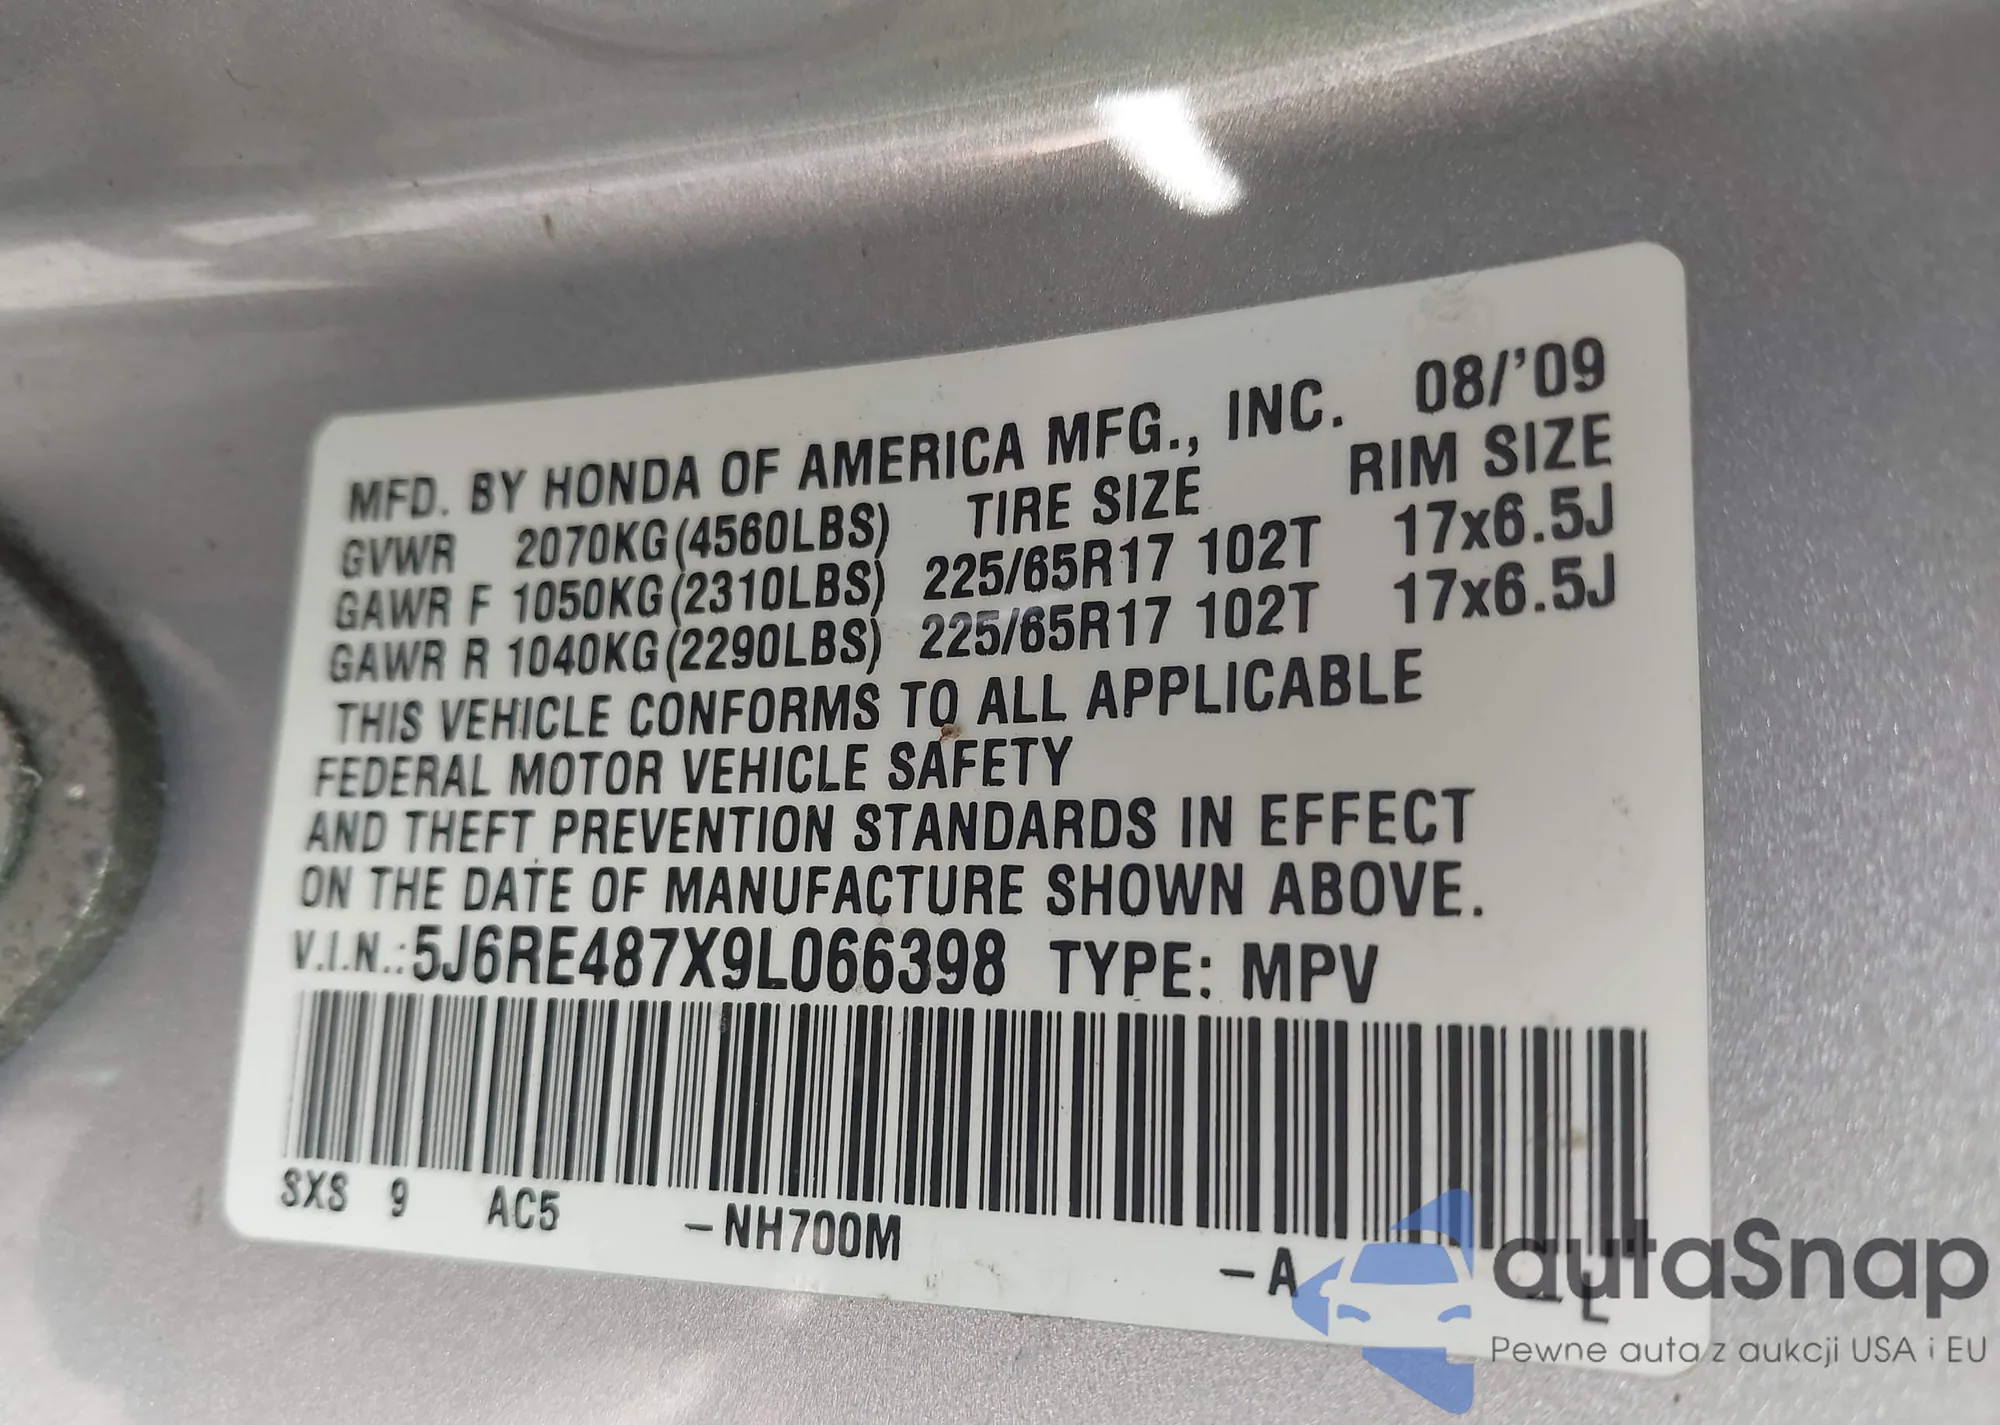 MFD. BY HONDA OF AMERICA MFG., INC. 08/'09
GVWR 2070KG(4560LBS) TIRE SIZE RIM SIZE
GAWR F 1050KG(2310LBS) 225/65R17 102T 17x6.5J
GAWR R 1040KG(2290LBS) 225/65R17 102T 17x6.5J
THIS VEHICLE CONFORMS TO ALL APPLICABLE
FEDERAL MOTOR VEHICLE SAFETY
AND THEFT PREVENTION STANDARDS IN EFFECT
ON THE DATE OF MANUFACTURE SHOWN ABOVE.
V.I.N.:5J6RE487X9L066398 TYPE: MPV
SXS 9 AC5 -NH700M -A -L
autaSnap
Pewne auta z aukcji USA i EU